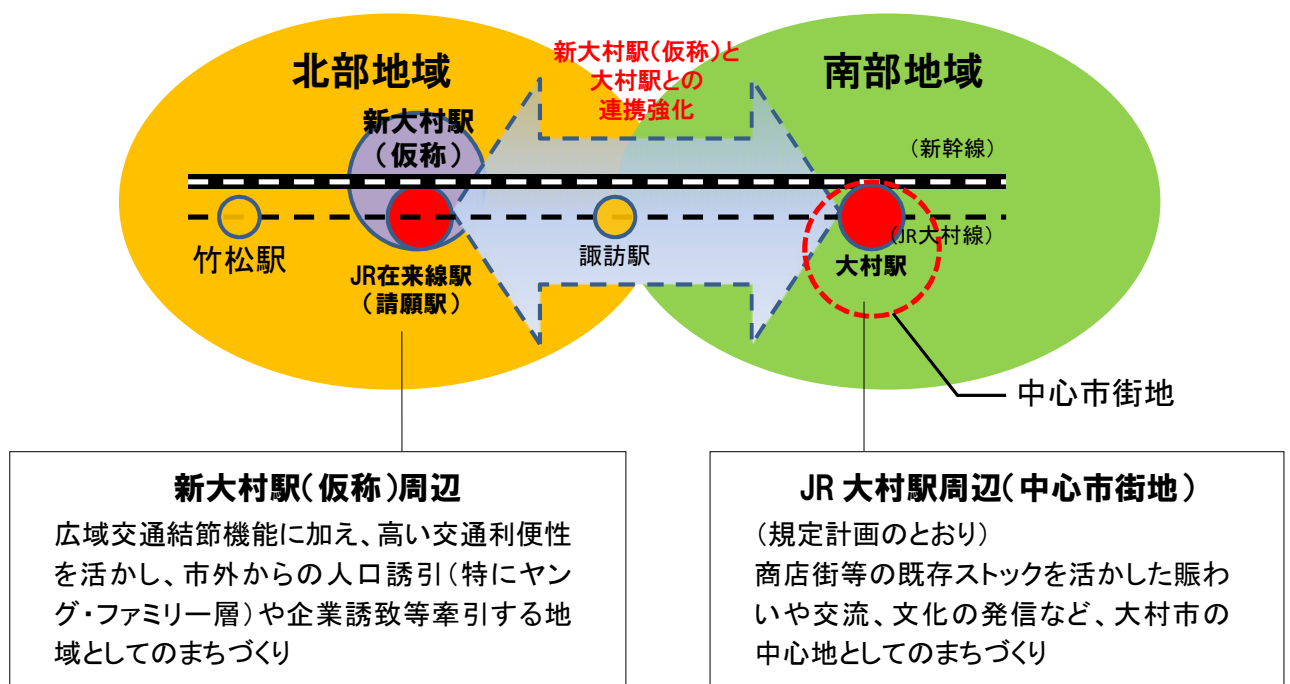 北部地域
新大村駅(仮称)と
大村駅との
連携強化
南部地域
新大村駅
(仮称)
(新幹線)
竹松駅
JR在来線駅
(請願駅)
諏訪駅
(JR大村線)
大村駅
中心市街地
新大村駅(仮称)周辺
広域交通結節機能に加え、高い交通利便性
を活かし、市外からの人口誘引(特にヤン
グ・ファミリー層)や企業誘致等牽引する地
域としてのまちづくり
JR 大村駅周辺(中心市街地)
(規定計画のとおり)
商店街等の既存ストックを活かした賑わ
いや交流、文化の発信など、大村市の
中心地としてのまちづくり